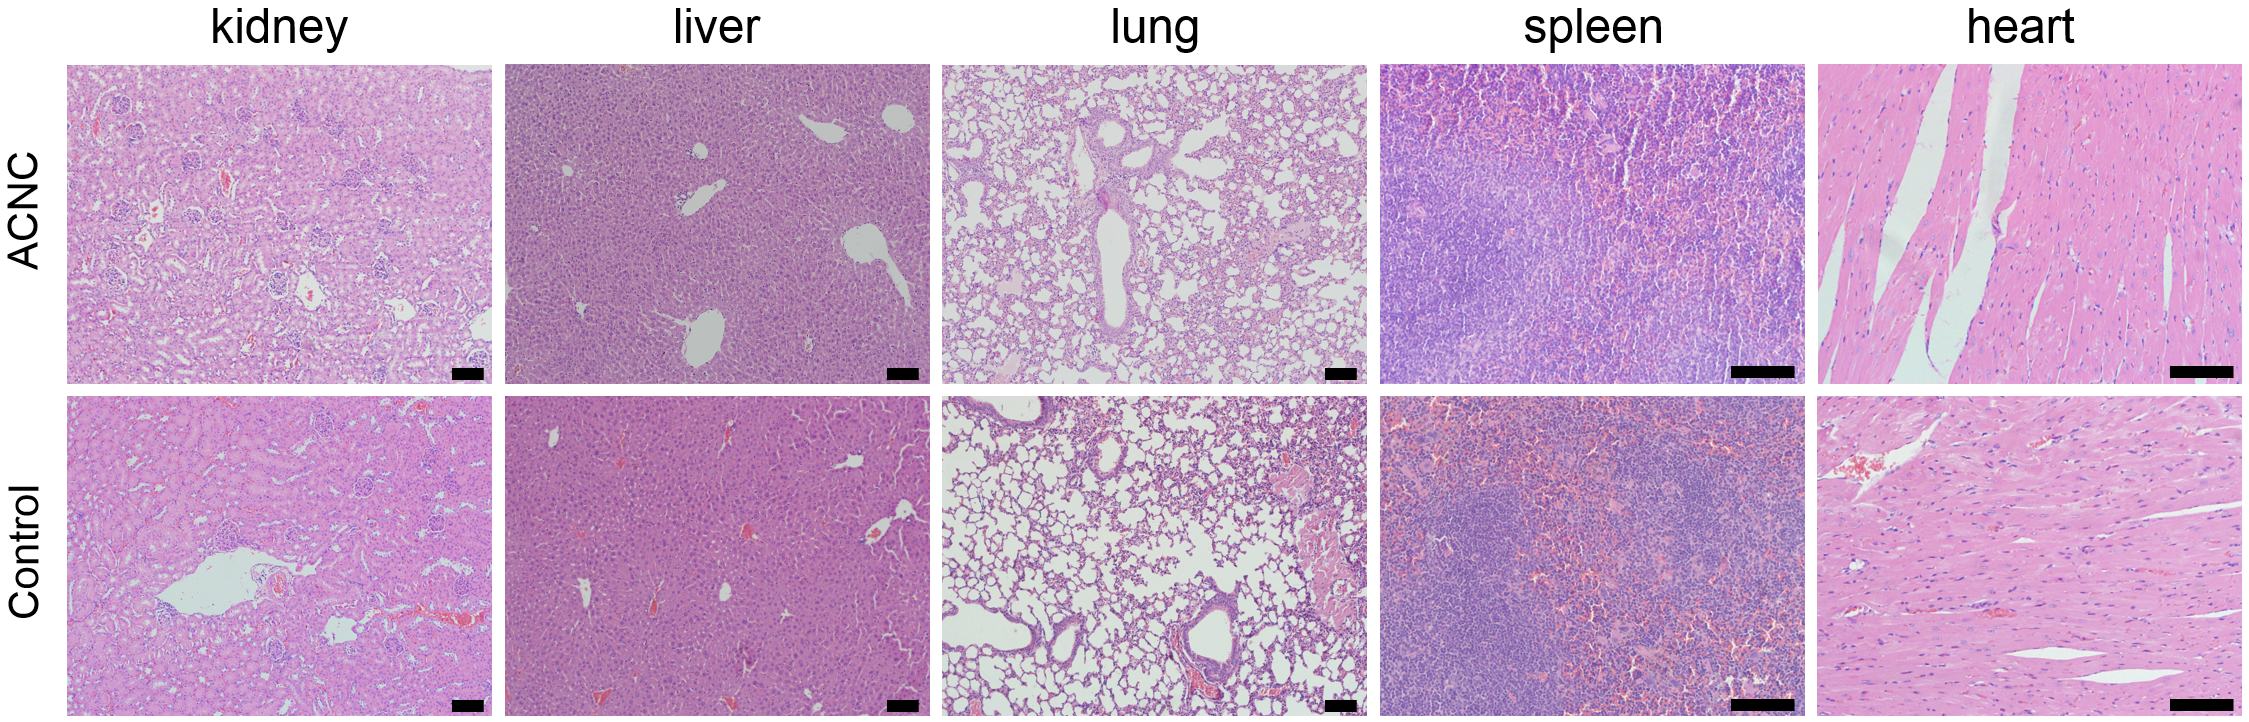 kidney liver lung spleen heart
ACNC
Control